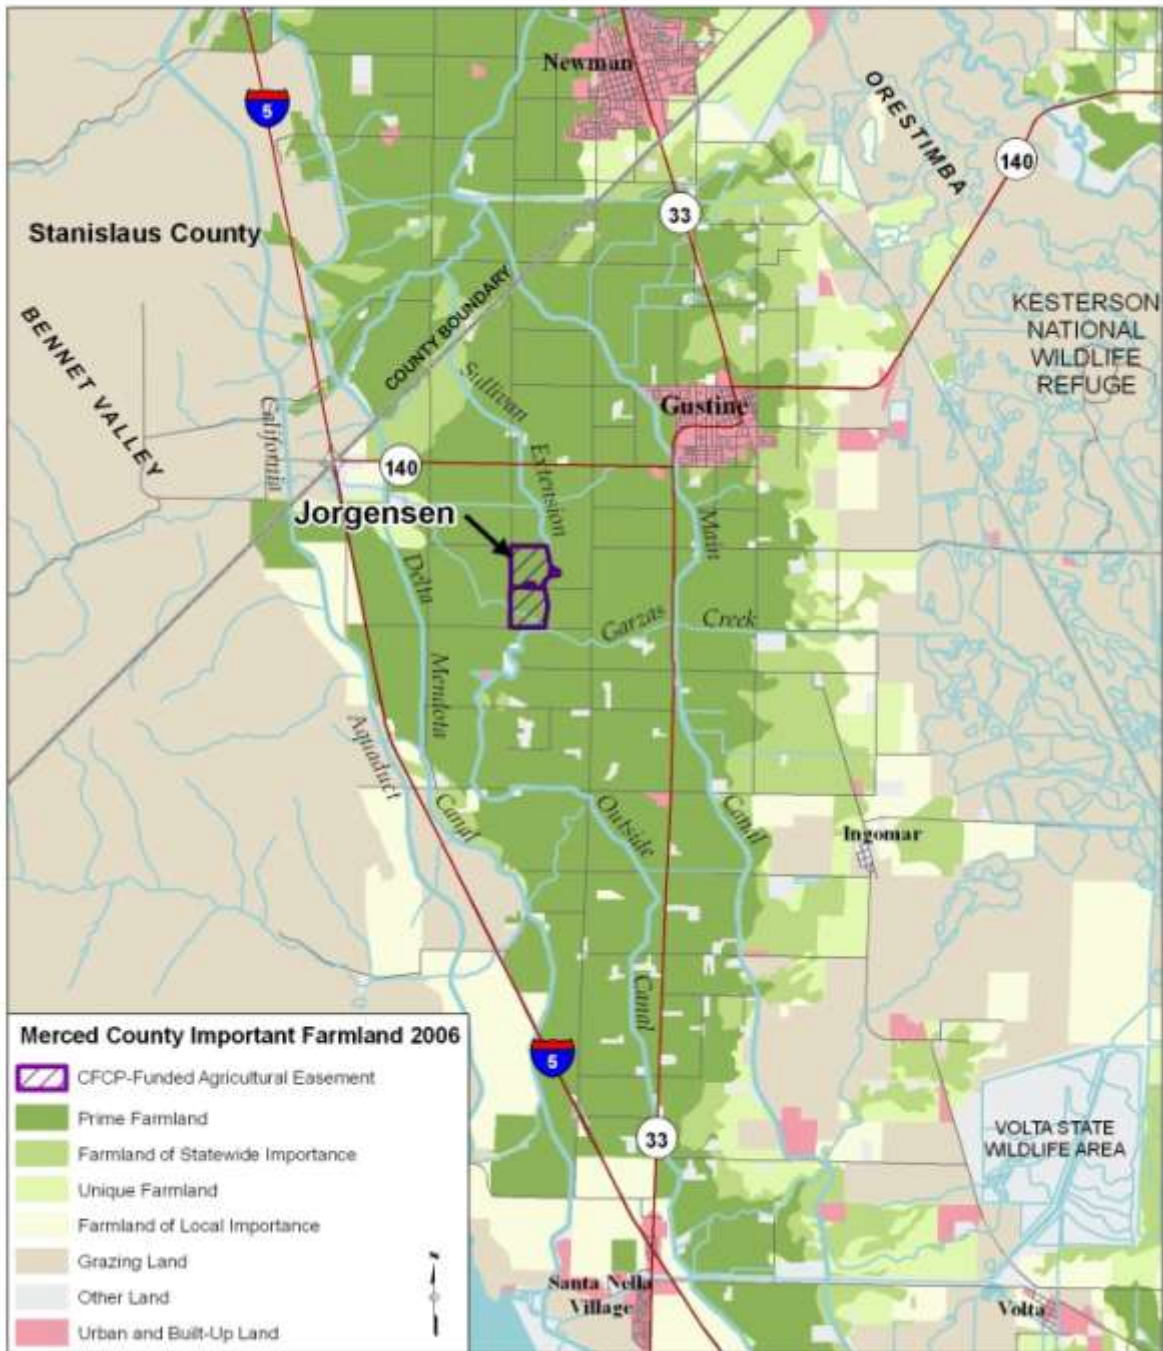 Newman
5
ORESTIMBA
140
33
Stanislaus County
COUNTY BOUNDARY
KESTERSON
NATIONAL
WILDLIFE
REFUGE
BENNET VALLEY
Sullivan
Extension
Gustine
California
Aquaduct
140
Jorgensen
Main
Canal
Delta
Mendota
Canal
Garzas
Creek
Outside
Canal
Ingomar
Merced County Important Farmland 2006
CFCP-Funded Agricultural Easement
Prime Farmland
Farmland of Statewide Importance
Unique Farmland
Farmland of Local Importance
Grazing Land
Other Land
Urban and Built-Up Land
5
33
VOLTA STATE
WILDLIFE AREA
Santa Nella
Village
Volta